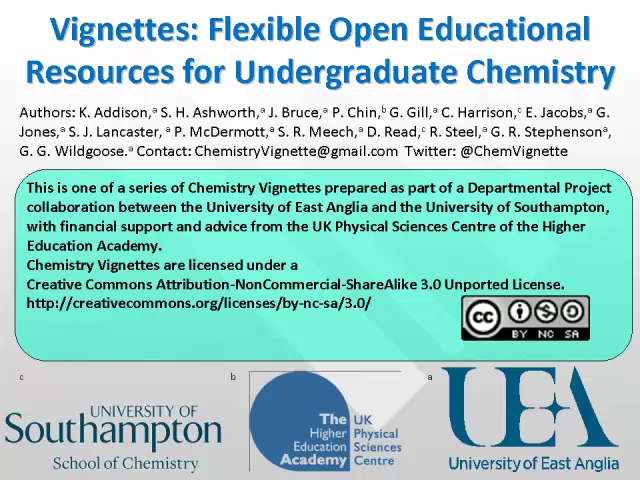 Vignettes: Flexible Open Educational
Resources for Undergraduate Chemistry
Authors: K. Addison,ᵃ S. H. Ashworth,ᵃ J. Bruce,ᵃ P. Chin,ᵇ G. Gill,ᵃ C. Harrison,ᶜ E. Jacobs,ᵃ G.
Jones,ᵃ S. J. Lancaster, ᵃ P. McDermott,ᵃ S. R. Meech,ᵃ D. Read,ᶜ R. Steel,ᵃ G. R. Stephensonᵃ,
G. G. Wildgoose.ᵃ Contact: ChemistryVignette@gmail.com Twitter: @ChemVignette
This is one of a series of Chemistry Vignettes prepared as part of a Departmental Project
collaboration between the University of East Anglia and the University of Southampton,
with financial support and advice from the UK Physical Sciences Centre of the Higher
Education Academy.
Chemistry Vignettes are licensed under a
Creative Commons Attribution-NonCommercial-ShareAlike 3.0 Unported License.
http://creativecommons.org/licenses/by-nc-sa/3.0/
cc
BY NC SA
c
UNIVERSITY OF
Southampton
School of Chemistry
b
The UK
Higher Physical
Education Sciences
Academy Centre
a
UEA
University of East Anglia